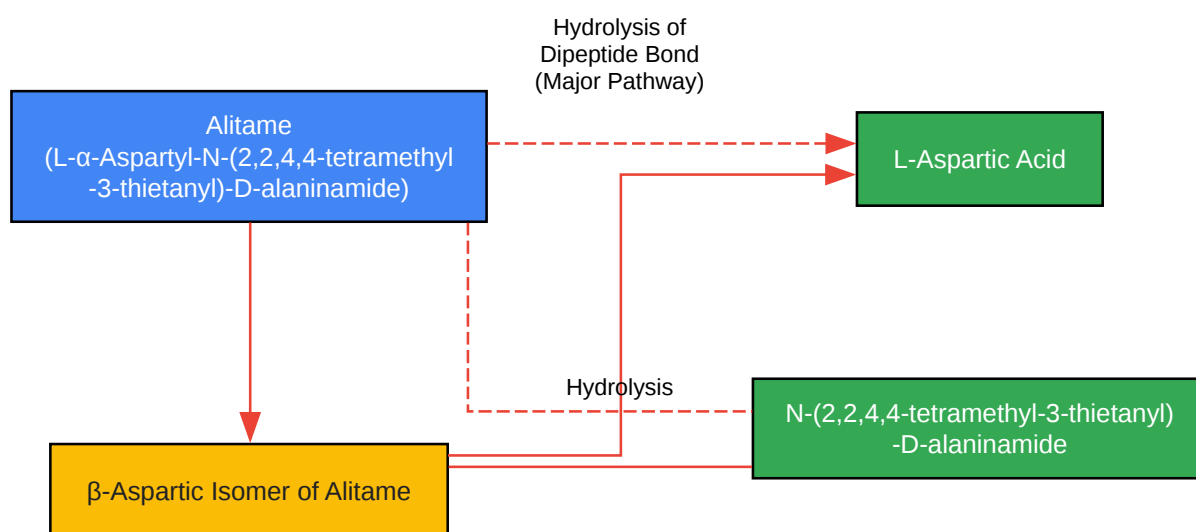 Hydrolysis of
Dipeptide Bond
(Major Pathway)
Alitame
(L-α-Aspartyl-N-(2,2,4,4-tetramethyl
-3-thietanyl)-D-alaninamide)
L-Aspartic Acid
Hydrolysis
N-(2,2,4,4-tetramethyl-3-thietanyl)
-D-alaninamide
β-Aspartic Isomer of Alitame